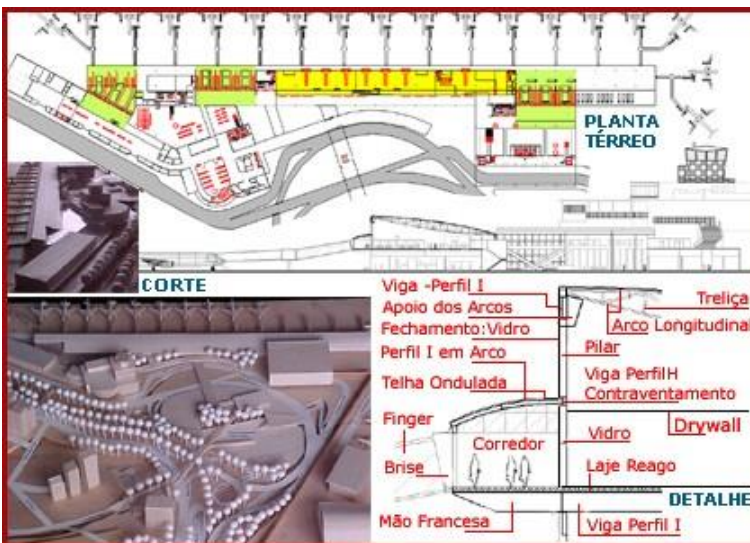 PLANTA
TÉRREO
CORTE
Viga -Perfil I
Apoio dos Arcos
Fechamento:Vidro
Perfil I em Arco
Telha Ondulada
Finger
Brise
Mão Francesa
Corredor
Treliça
Arco Longitudinal
Pilar
Viga PerfilH
Contraventamento
Drywall
Vidro
Laje Reago
DETALHE
Viga Perfil I